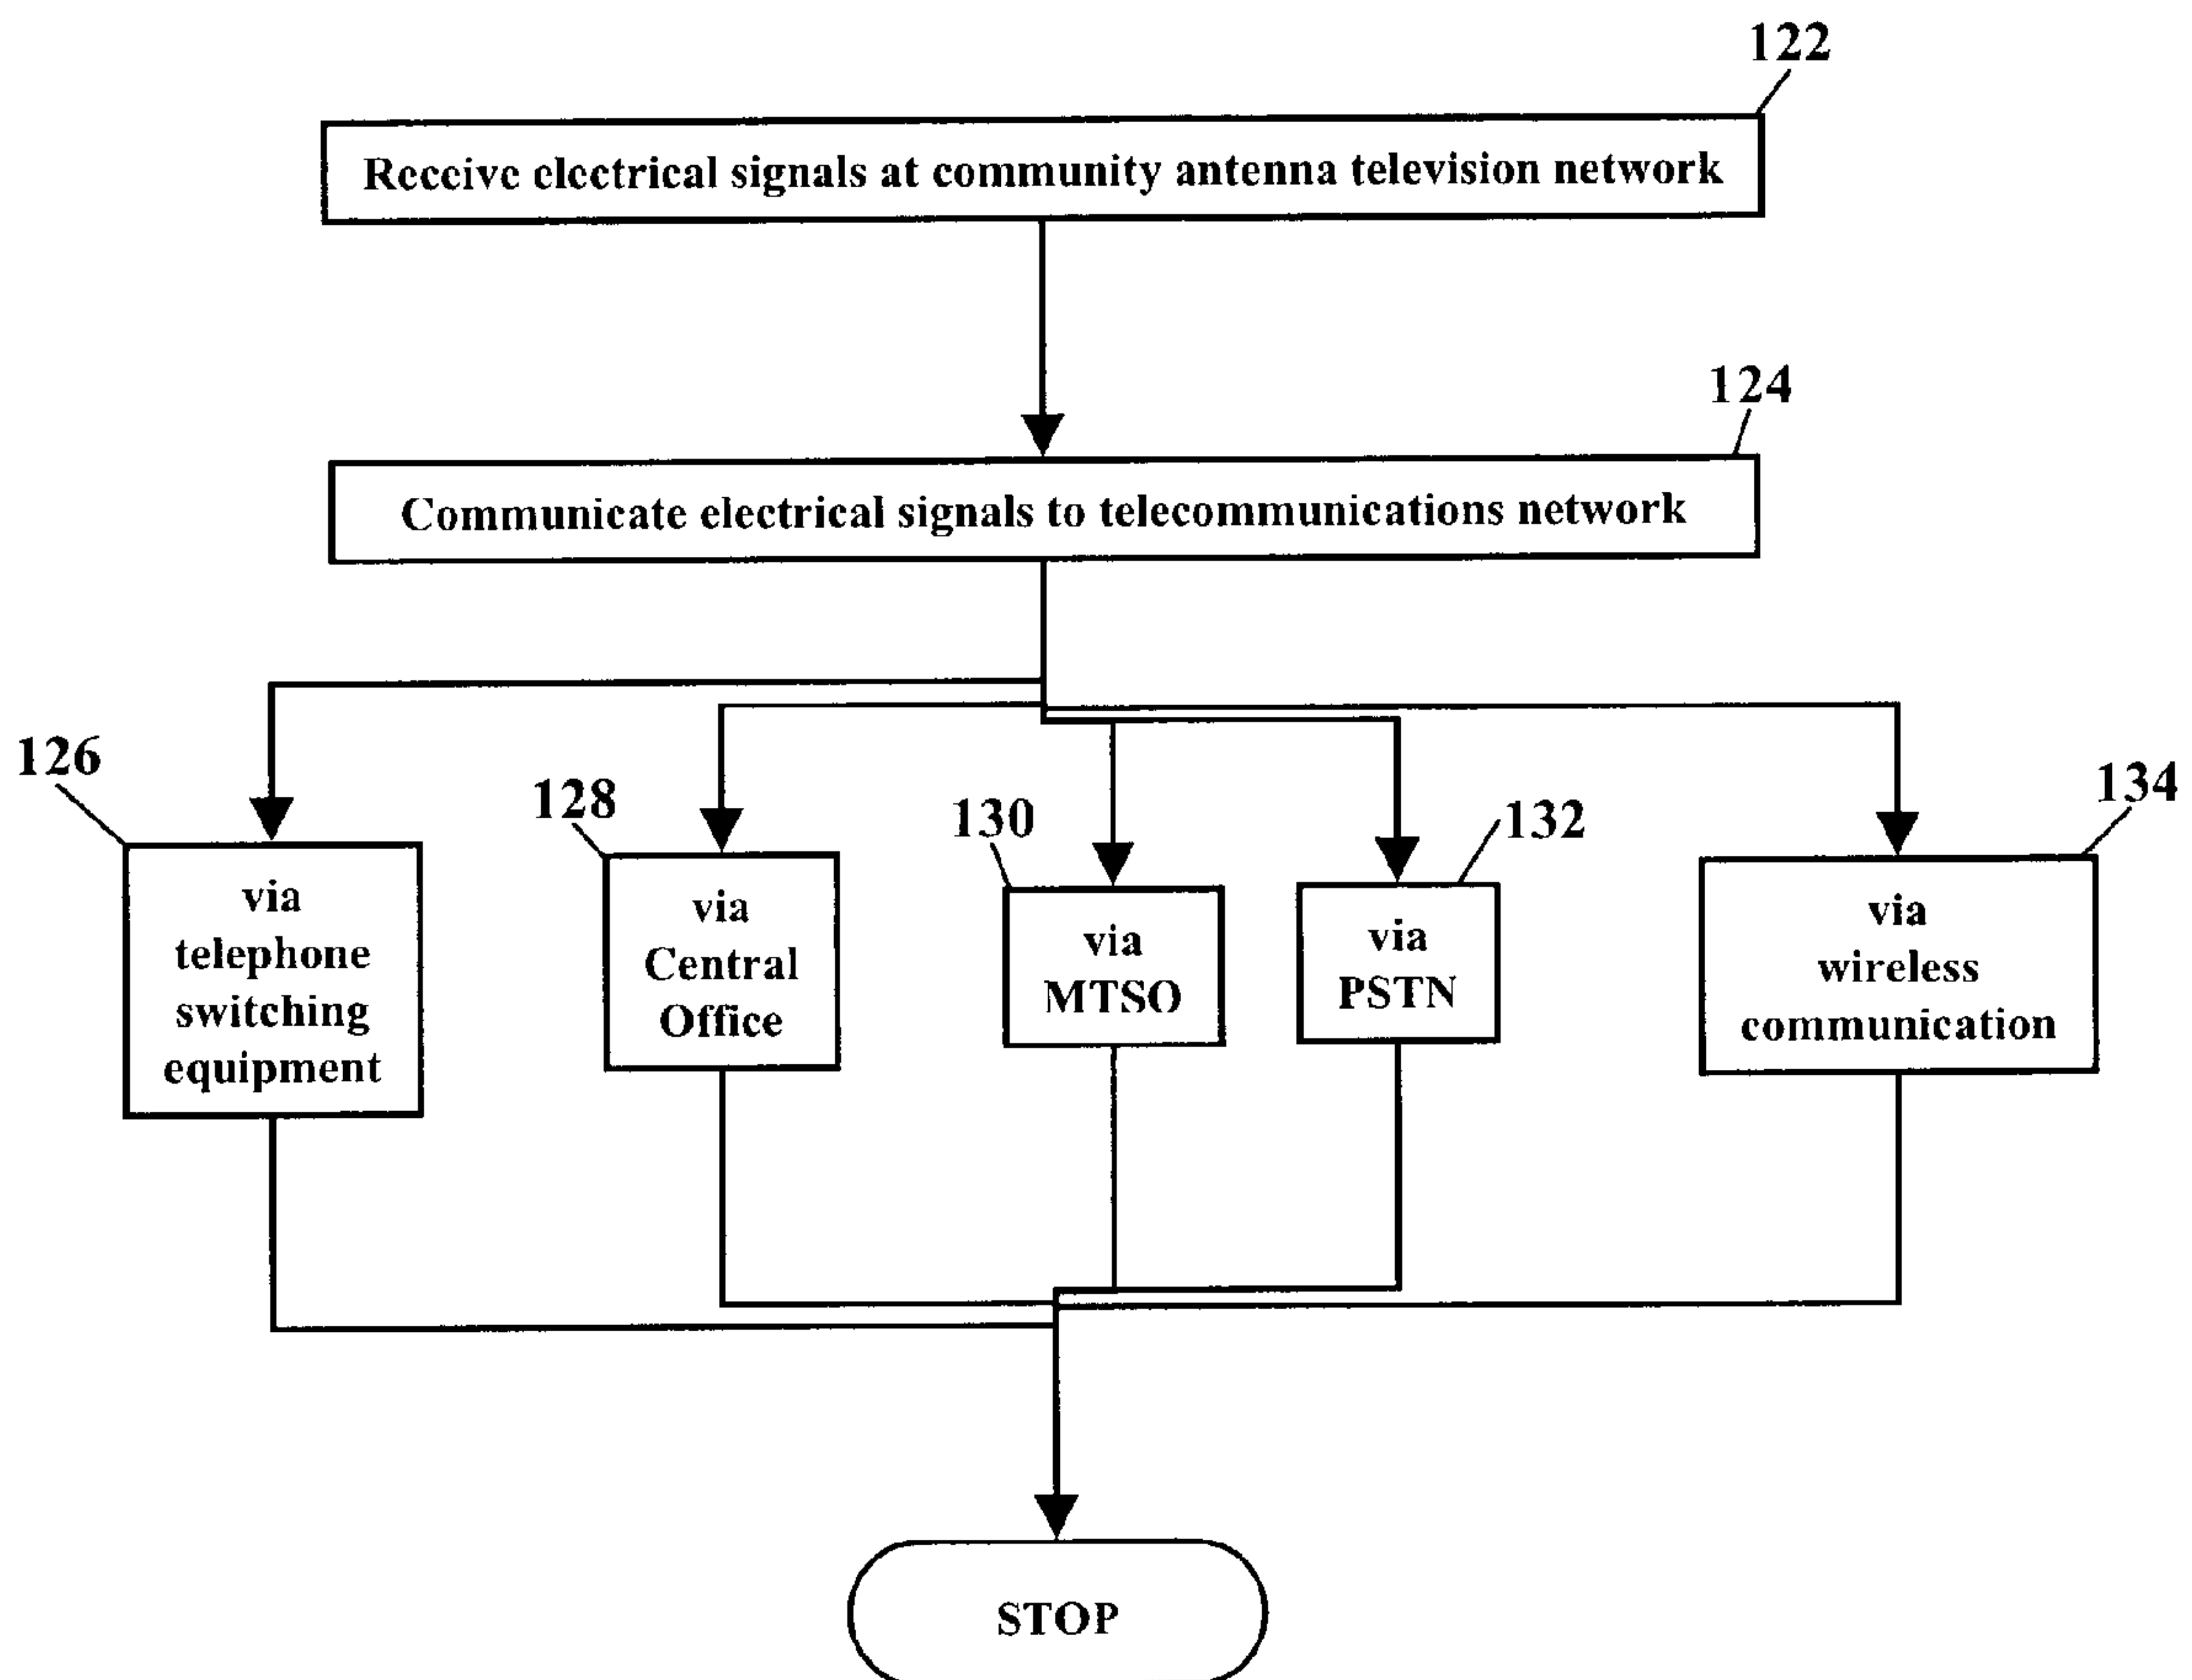 122
Receive electrical signals at community antenna television network
124
Communicate electrical signals to telecommunications network
126
via
telephone
switching
equipment
128
via
Central
Office
130
via
MTSO
132
via
PSTN
134
via
wireless
communication
STOP